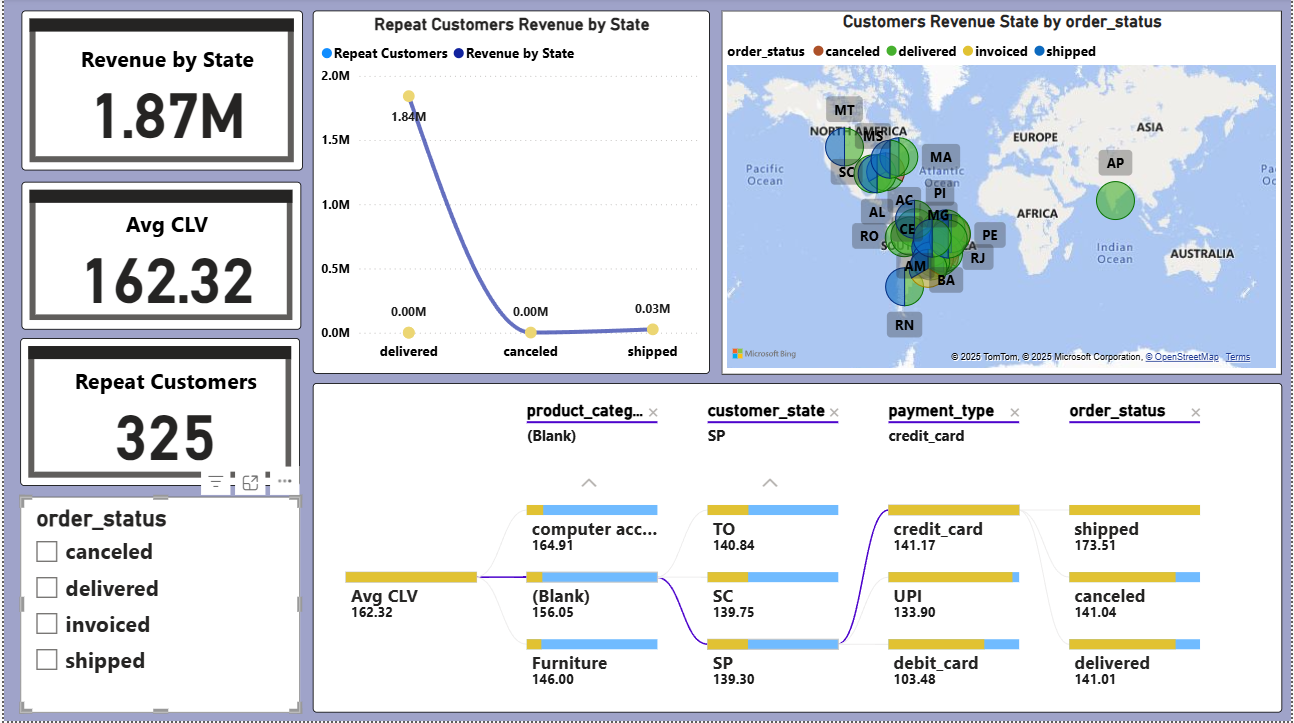 Revenue by State
1.87M
Avg CLV
162.32
Repeat Customers
325
order_status
canceled
delivered
invoiced
shipped
Repeat Customers Revenue by State
Repeat Customers Revenue by State
2.0M
1.5M
1.0M
0.5M
0.0M
1.84M
0.00M
0.00M
0.03M
delivered
canceled
shipped
Customers Revenue State by order_status
order_status canceled delivered invoiced shipped
MT
NORTH AMERICA
MS
MA
SC
Atlantic
Ocean
Pacific
Ocean
EUROPE
ASIA
AP
PI
AC
AL
MG
CE
RO
PE
RJ
AM
BA
RN
AFRICA
Indian
Ocean
AUSTRALIA
Microsoft Bing
© 2025 TomTom, © 2025 Microsoft Corporation, © OpenStreetMap Terms
product_categ... ×
(Blank)
customer_state ×
SP
payment_type ×
credit_card
order_status ×
Avg CLV
162.32
computer acc...
164.91
(Blank)
156.05
Furniture
146.00
TO
140.84
SC
139.75
SP
139.30
credit_card
141.17
UPI
133.90
debit_card
103.48
shipped
173.51
canceled
141.04
delivered
141.01